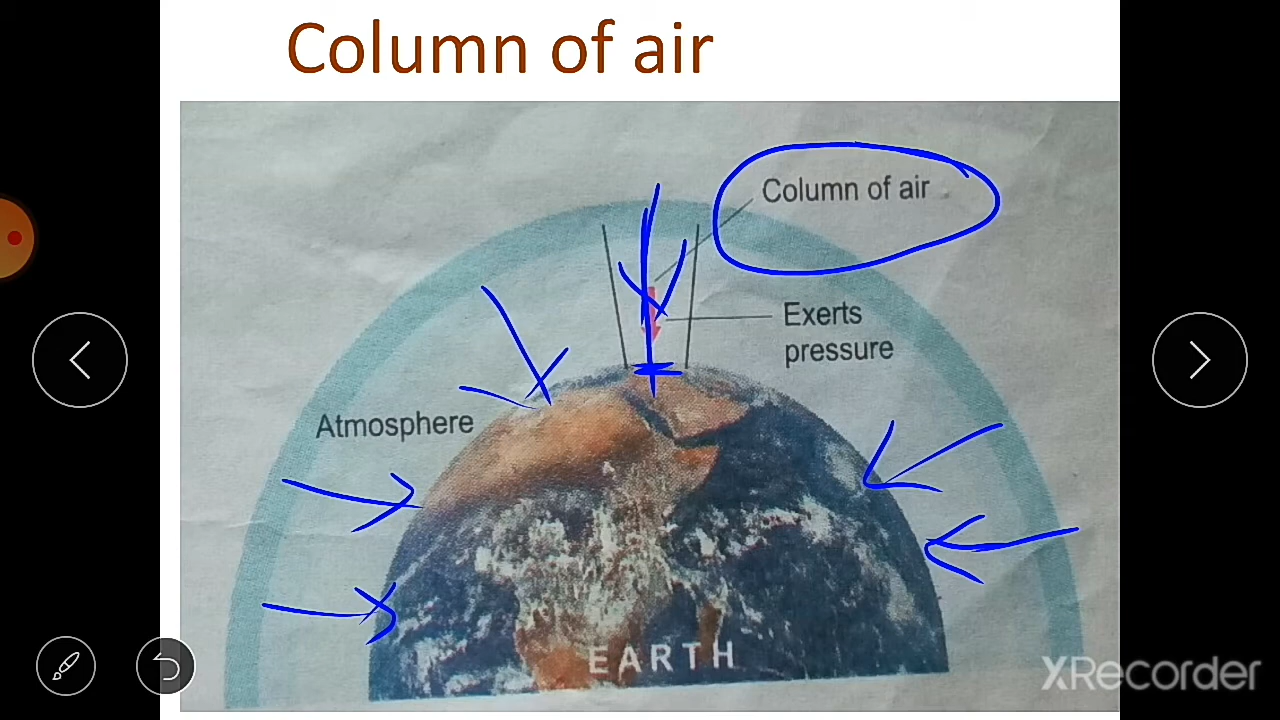 Column of air
Column of air
Exerts
pressure
Atmosphere
EARTH
XRecorder